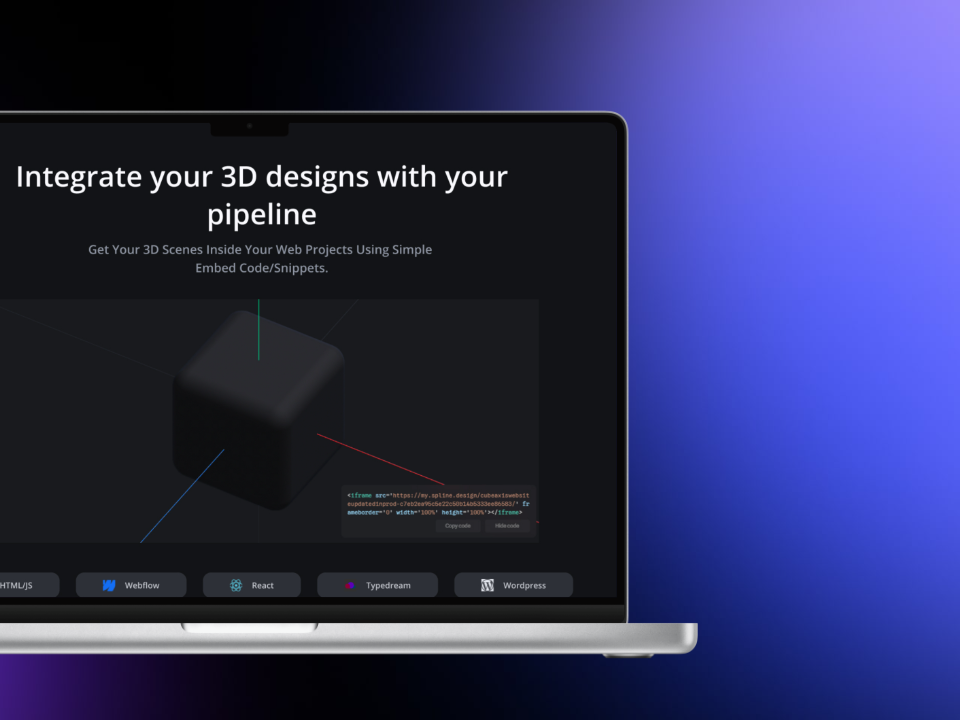 Integrate your 3D designs with your
pipeline
Get Your 3D Scenes Inside Your Web Projects Using Simple
Embed Code/Snippets.
<iframe src='https://my.spline.design/cubeaxiswebsit
frameborder='0' width='100%' height='100%'></iframe>
Copy code
Hide code
HTML/JS
Webflow
React
Typedream
Wordpress